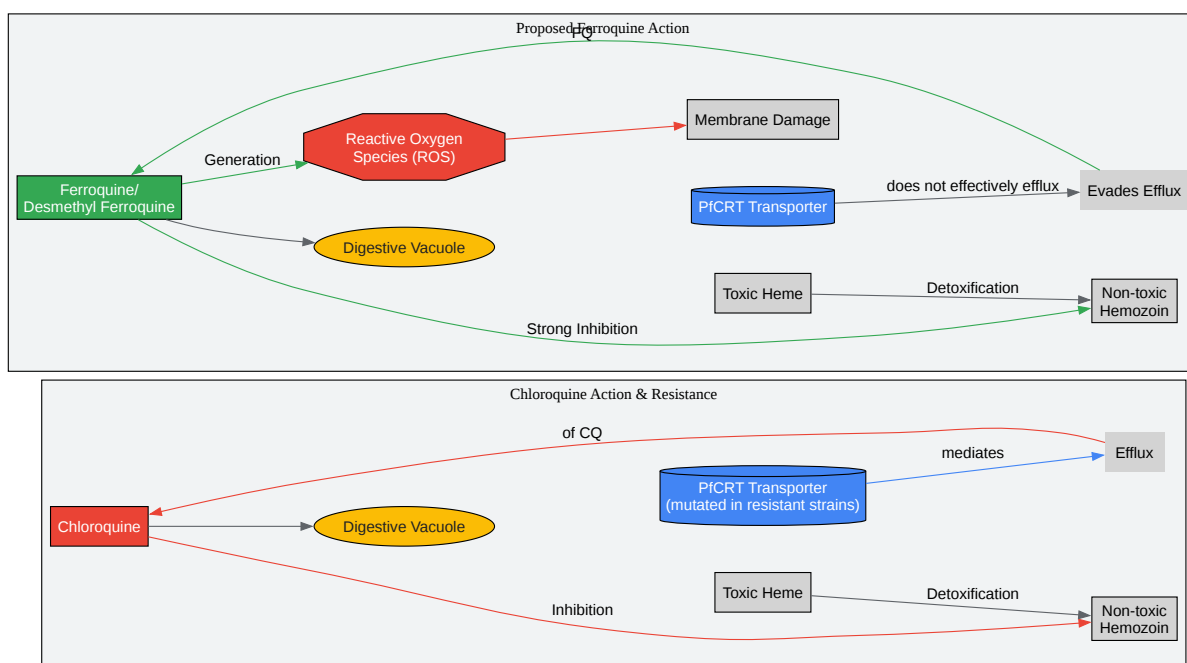 Proposed Ferroquine Action
FQ
Reactive Oxygen
Species (ROS)
Membrane Damage
Generation
Ferroquine/
Desmethyl Ferroquine
PfCRT Transporter
does not effectively efflux
Evades Efflux
Digestive Vacuole
Toxic Heme
Detoxification
Non-toxic
Hemozoin
Strong Inhibition
Chloroquine Action & Resistance
of CQ
mediates
Efflux
PfCRT Transporter
(mutated in resistant strains)
Chloroquine
Digestive Vacuole
Toxic Heme
Detoxification
Non-toxic
Hemozoin
Inhibition